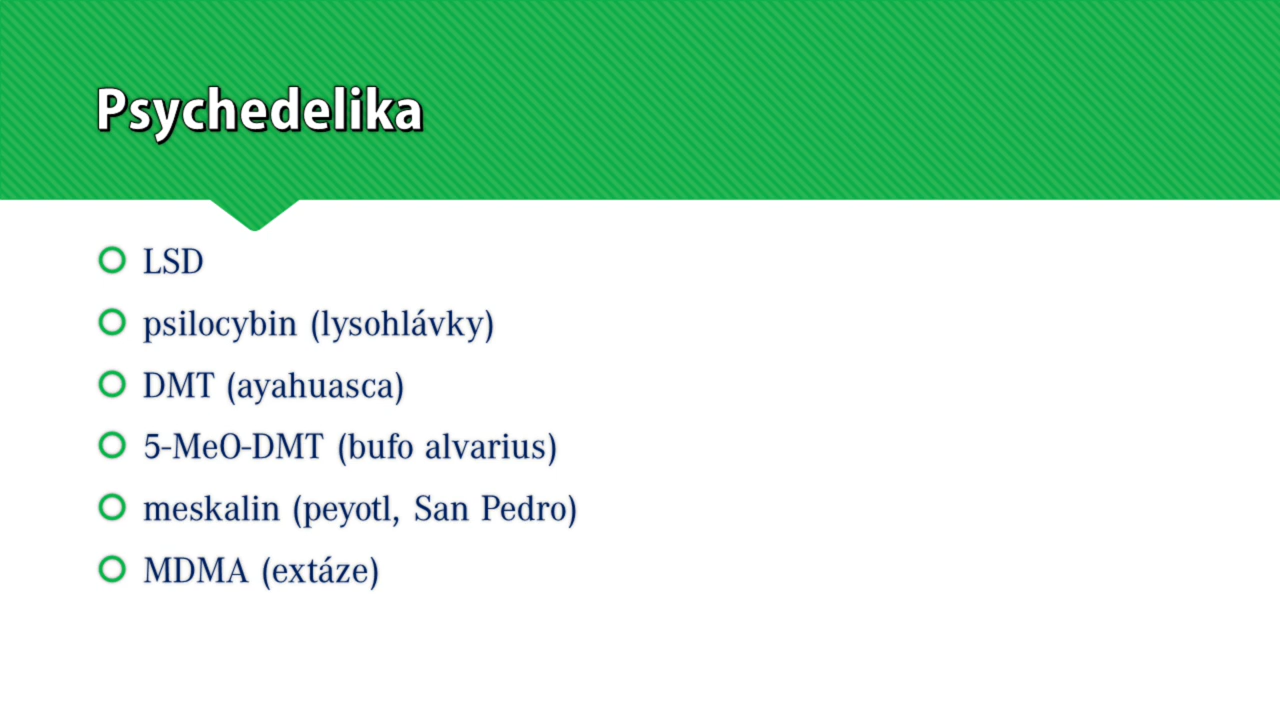 Psychedelika
LSD
psilocybin (lysohlávky)
DMT (ayahuasca)
5-MeO-DMT (bufo alvarius)
meskalin (peyotl, San Pedro)
MDMA (extáze)